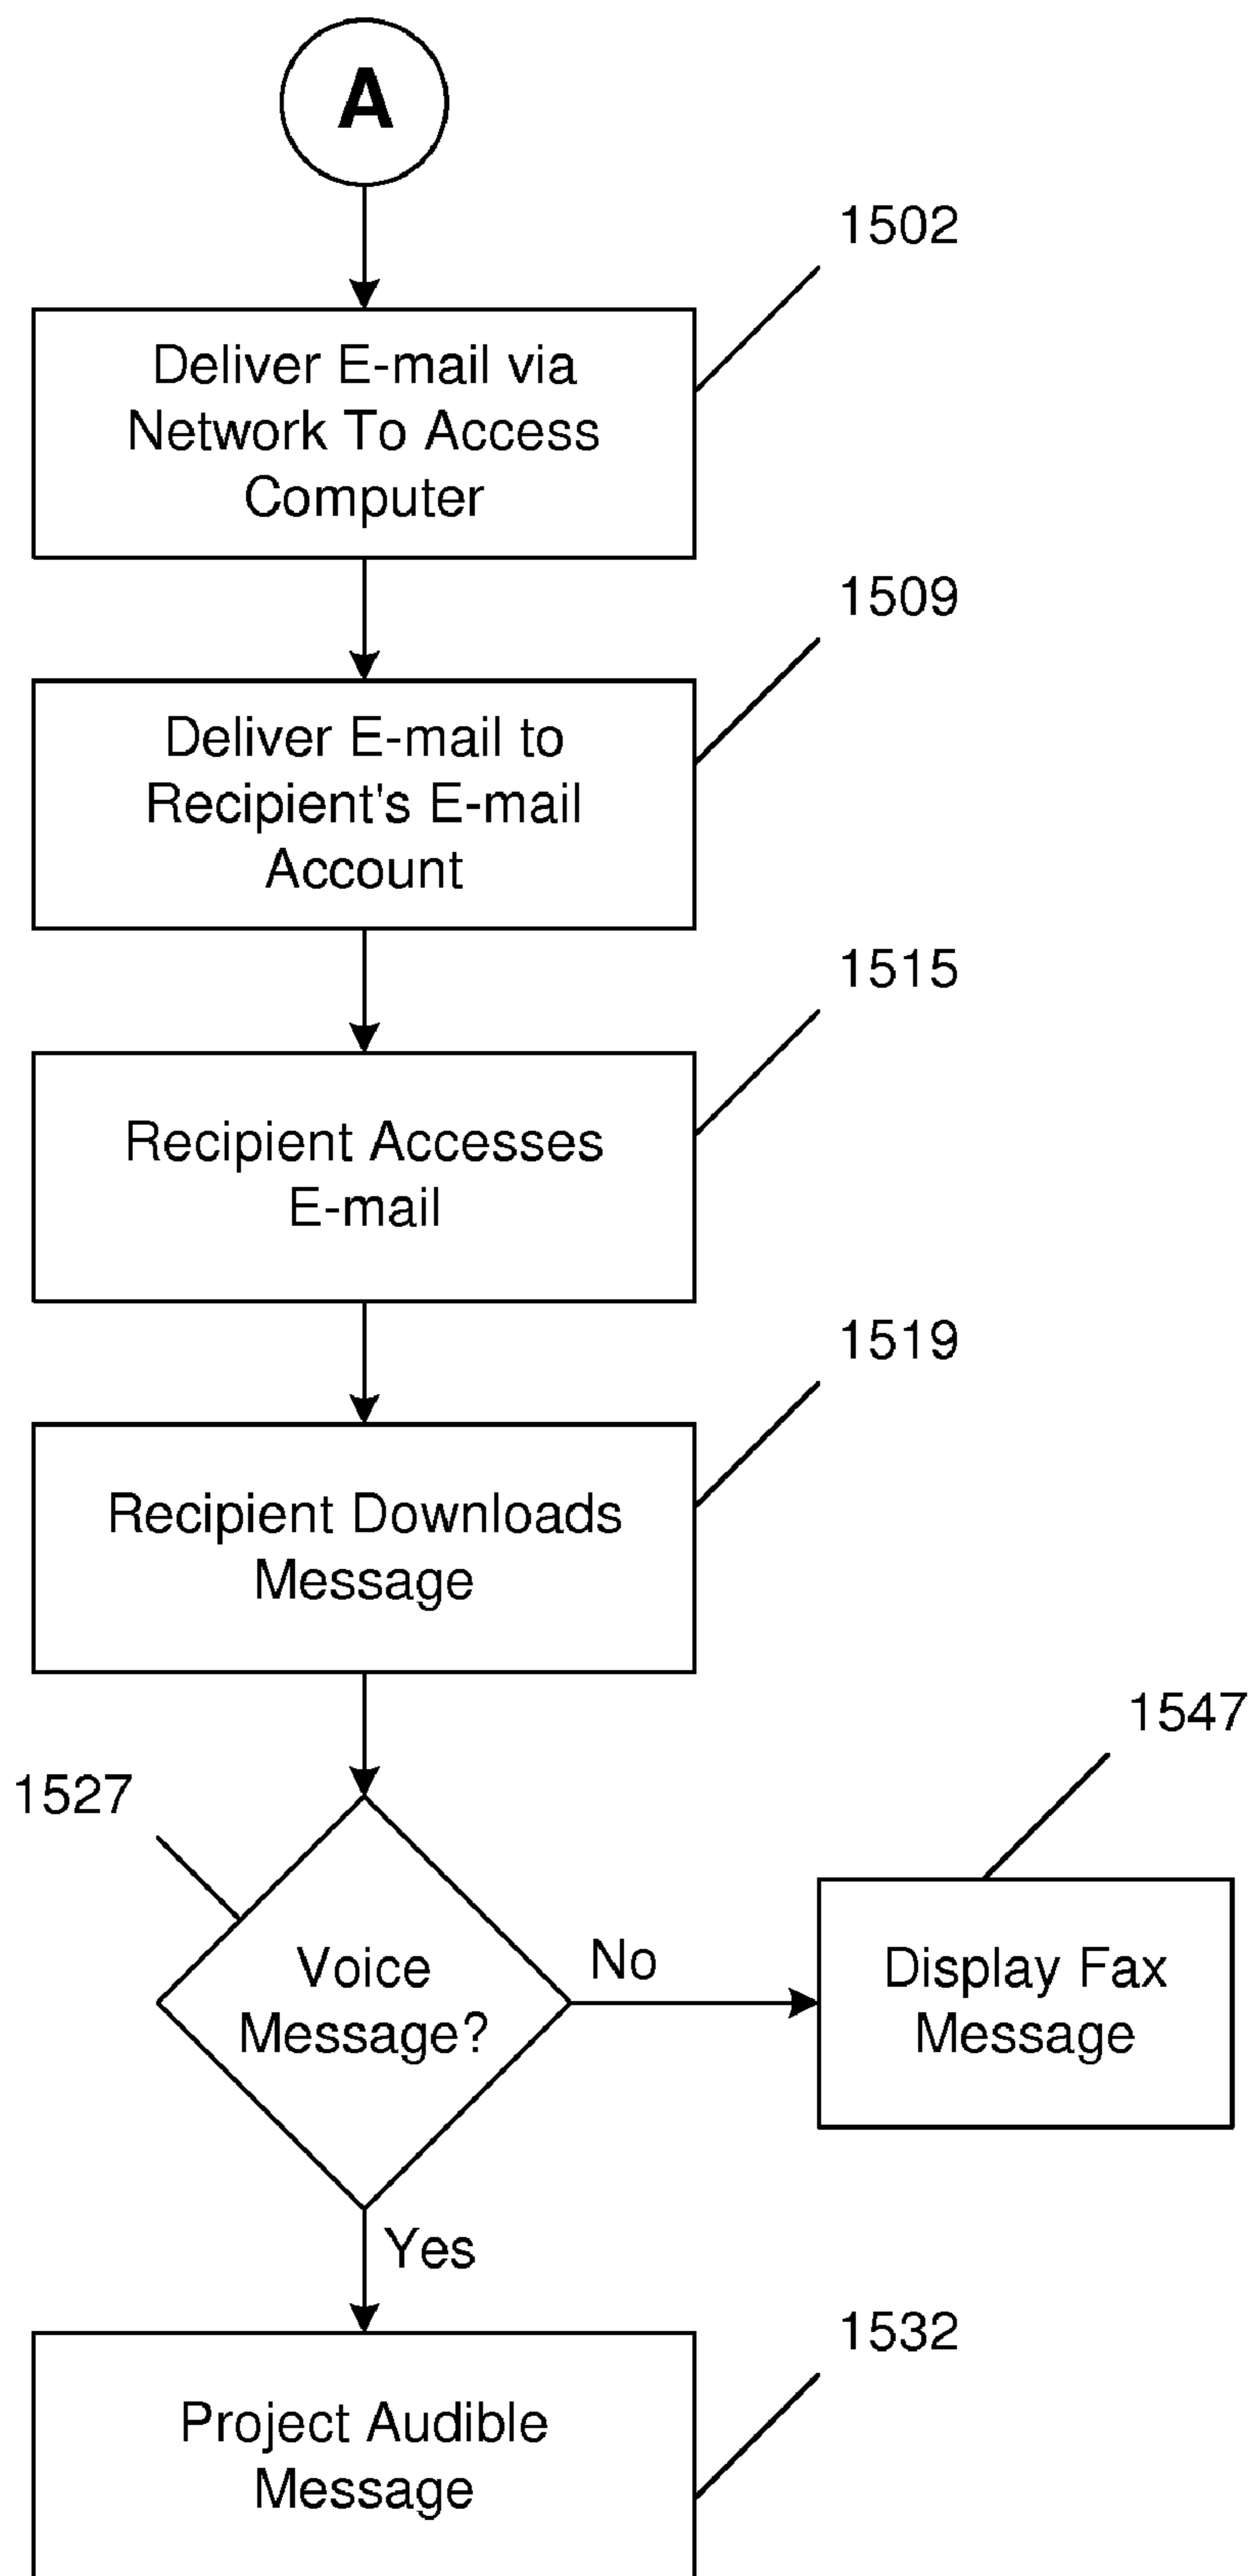 A
1502
Deliver E-mail via
Network To Access
Computer
1509
Deliver E-mail to
Recipient's E-mail
Account
1515
Recipient Accesses
E-mail
1519
Recipient Downloads
Message
1547
1527
Voice
Message?
No
Display Fax
Message
Yes
1532
Project Audible
Message